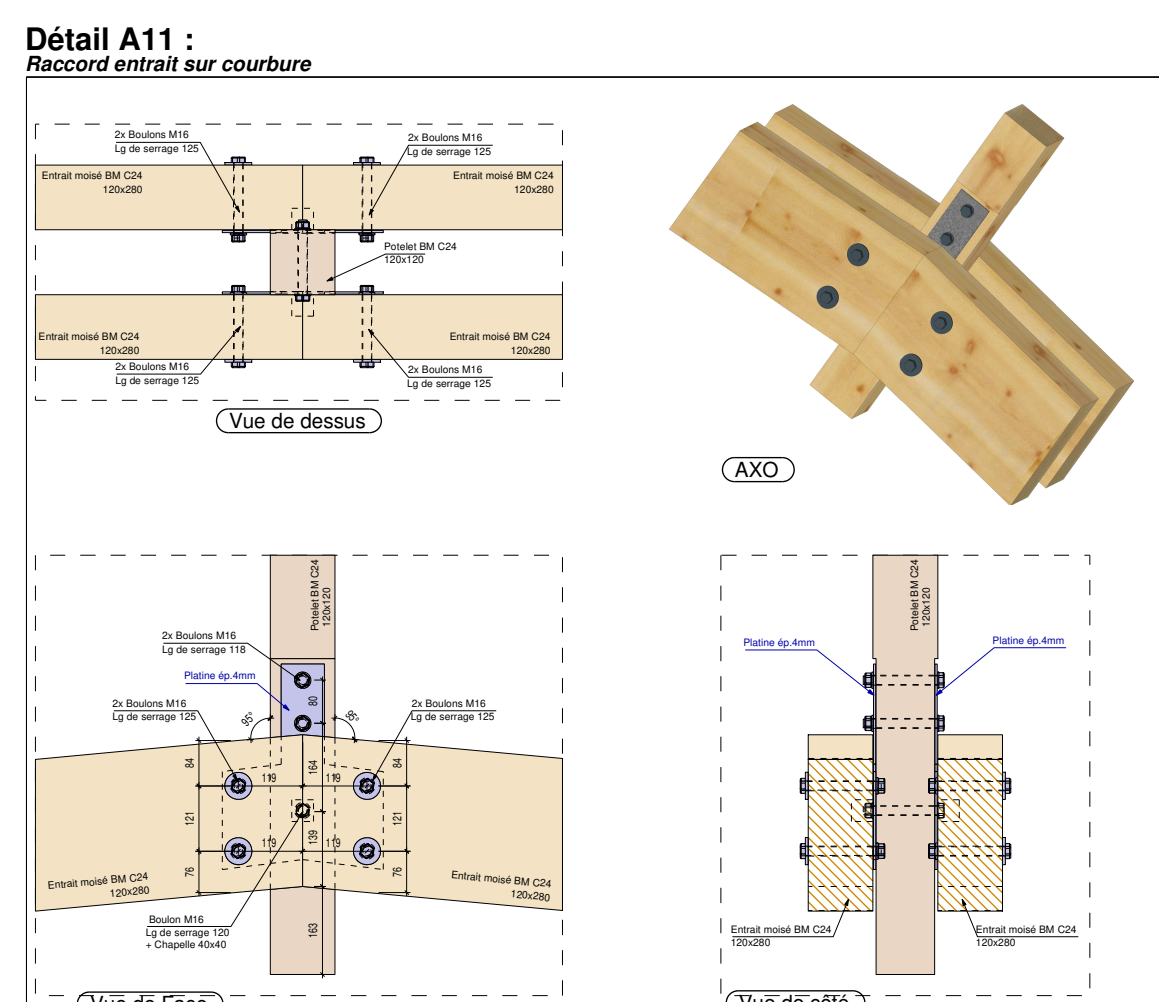 Détail A11 :
Raccord entrait sur courbure
2x Boulons M16
Lg de serrage 125
2x Boulons M16
Lg de serrage 125
Entrait moisé BM C24
120x280
Entrait moisé BM C24
120x280
Potelet BM C24
120x120
Entrait moisé BM C24
120x280
Entrait moisé BM C24
120x280
2x Boulons M16
Lg de serrage 125
2x Boulons M16
Lg de serrage 125
Vue de dessus
AXO
Potelet BM C24
120x120
2x Boulons M16
Lg de serrage 118
Platine ép.4mm
2x Boulons M16
Lg de serrage 125
2x Boulons M16
Lg de serrage 125
95°
95°
80
84
119
164
119
84
121
139
121
119
119
76
76
163
Entrait moisé BM C24
120x280
Entrait moisé BM C24
120x280
Boulon M16
Lg de serrage 120
+ Chapelle 40x40
Vue de Face
Potelet BM C24
120x120
Platine ép.4mm
Platine ép.4mm
Entrait moisé BM C24
120x280
Entrait moisé BM C24
120x280
Vue de côté